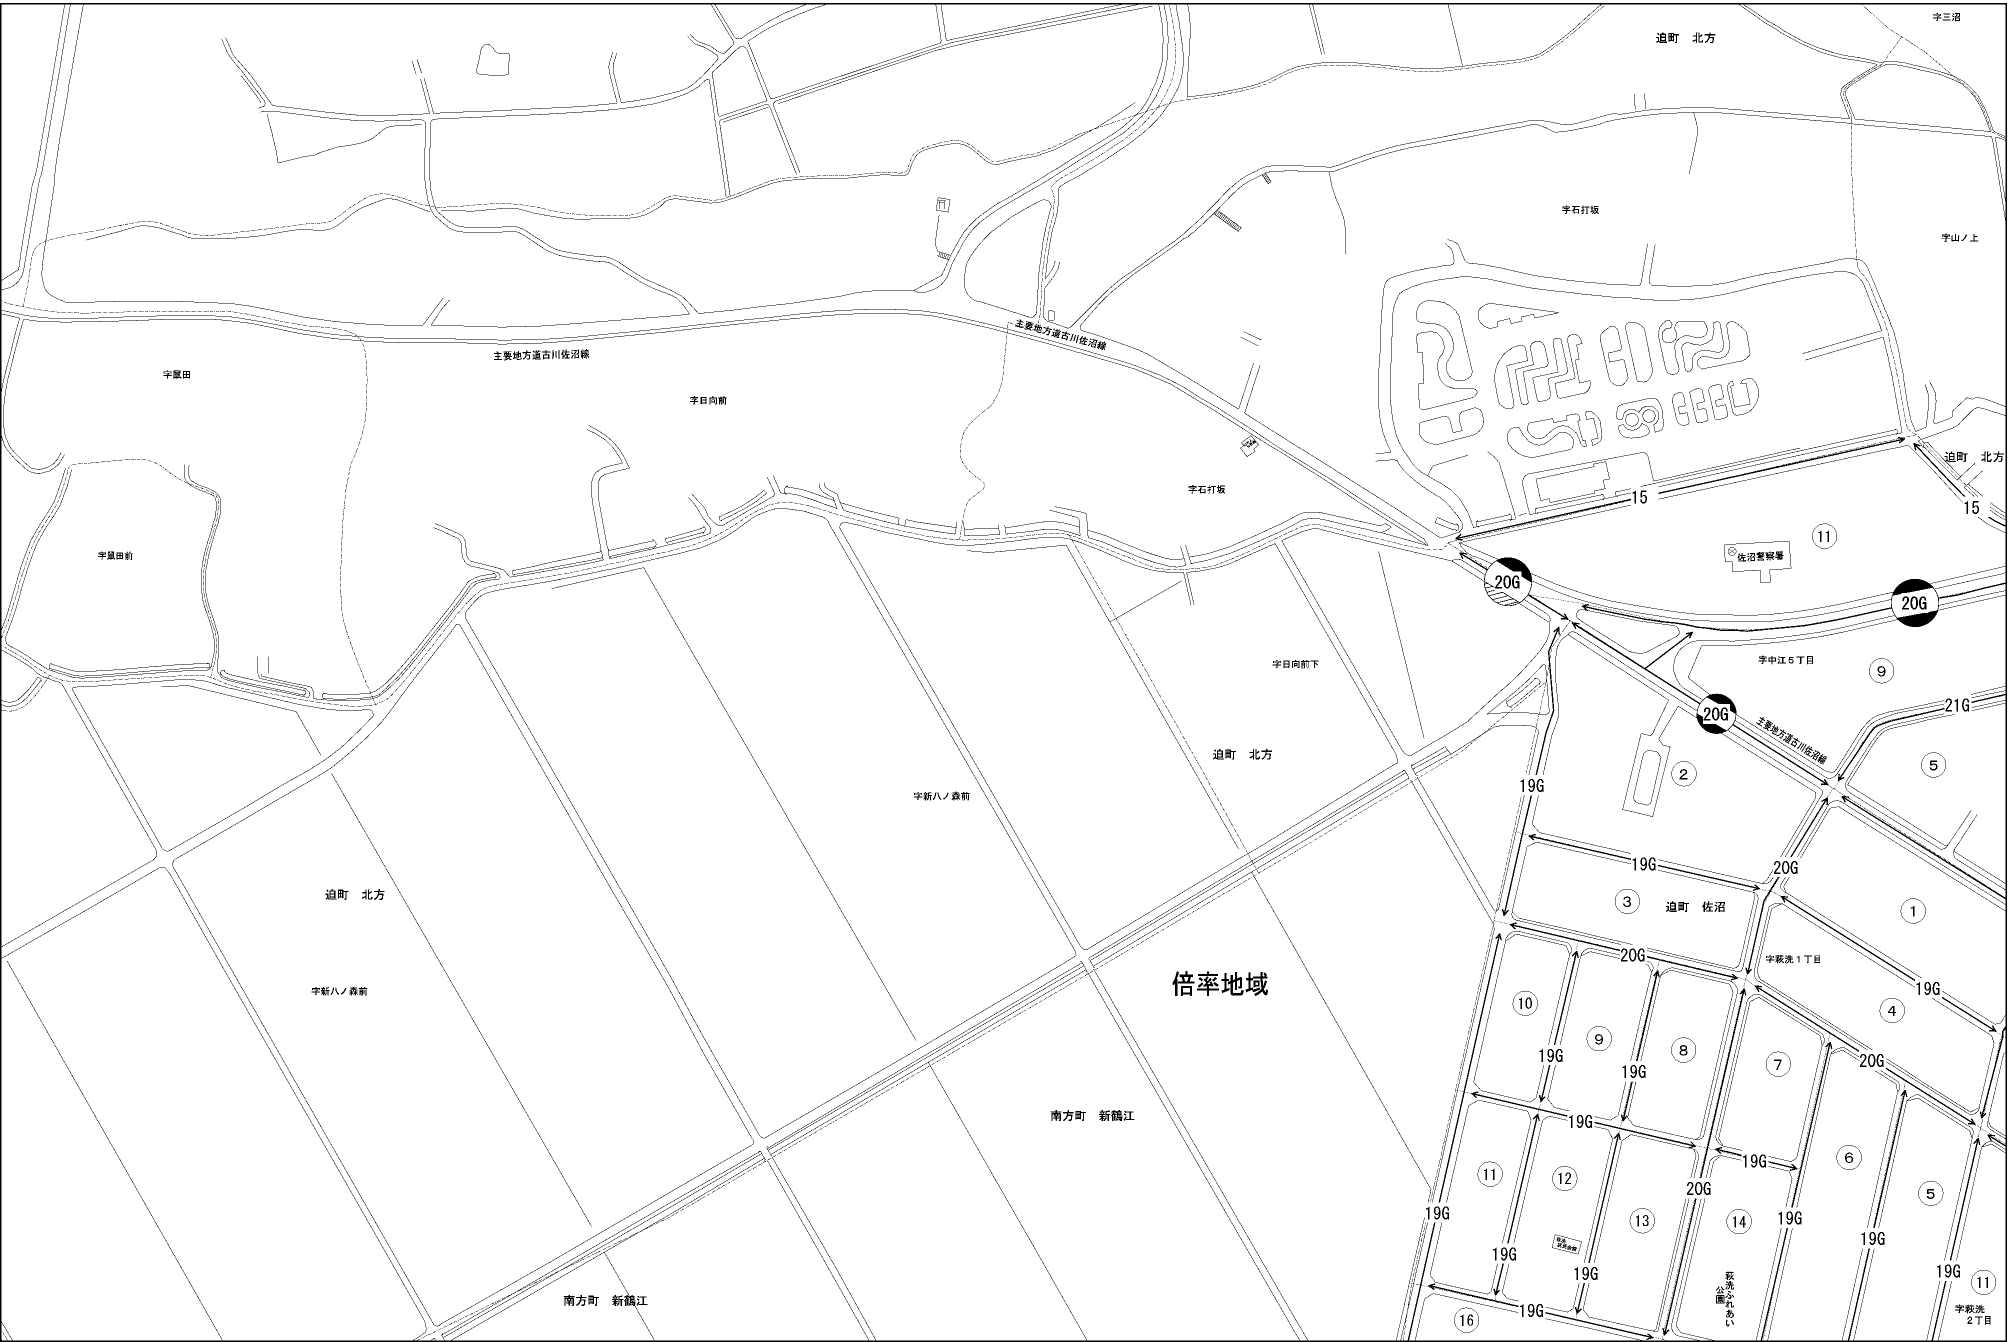 字三沼
迫町　北方
字石打坂
字山ノ上
主要地方道古川佐沼線
主要地方道古川佐沼線
字鼠田
字日向前
迫町　北方
字石打坂
15
15
11
佐沼警察署
字鼠田前
20G
20G
字日向前下
字中江５丁目
9
21G
20G
主要地方道古川佐沼線
迫町　北方
2
5
19G
字新八ノ森前
19G
20G
迫町　北方
3
迫町　佐沼
1
20G
字萩洗１丁目
倍率地域
字新八ノ森前
19G
10
4
9
8
19G
7
20G
19G
南方町　新鶴江
19G
6
19G
11
12
20G
5
19G
13
14
19G
19G
19G
19G
19G
萩洗ふれあい
公園
11
南方町　新鶴江
19G
16
字萩洗
２丁目